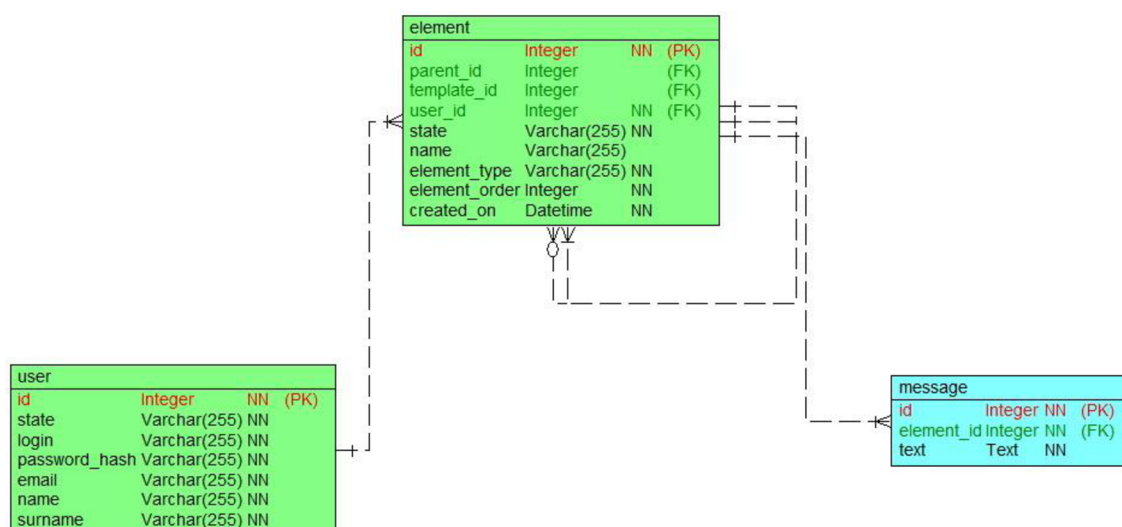 element
id Integer NN (PK)
parent_id Integer (FK)
template_id Integer (FK)
user_id Integer NN (FK)
state Varchar(255) NN
name Varchar(255)
element_type Varchar(255) NN
element_order Integer NN
created_on Datetime NN
user
id Integer NN (PK)
state Varchar(255) NN
login Varchar(255) NN
password_hash Varchar(255) NN
email Varchar(255) NN
name Varchar(255) NN
surname Varchar(255) NN
message
id Integer NN (PK)
element_id Integer NN (FK)
text Text NN